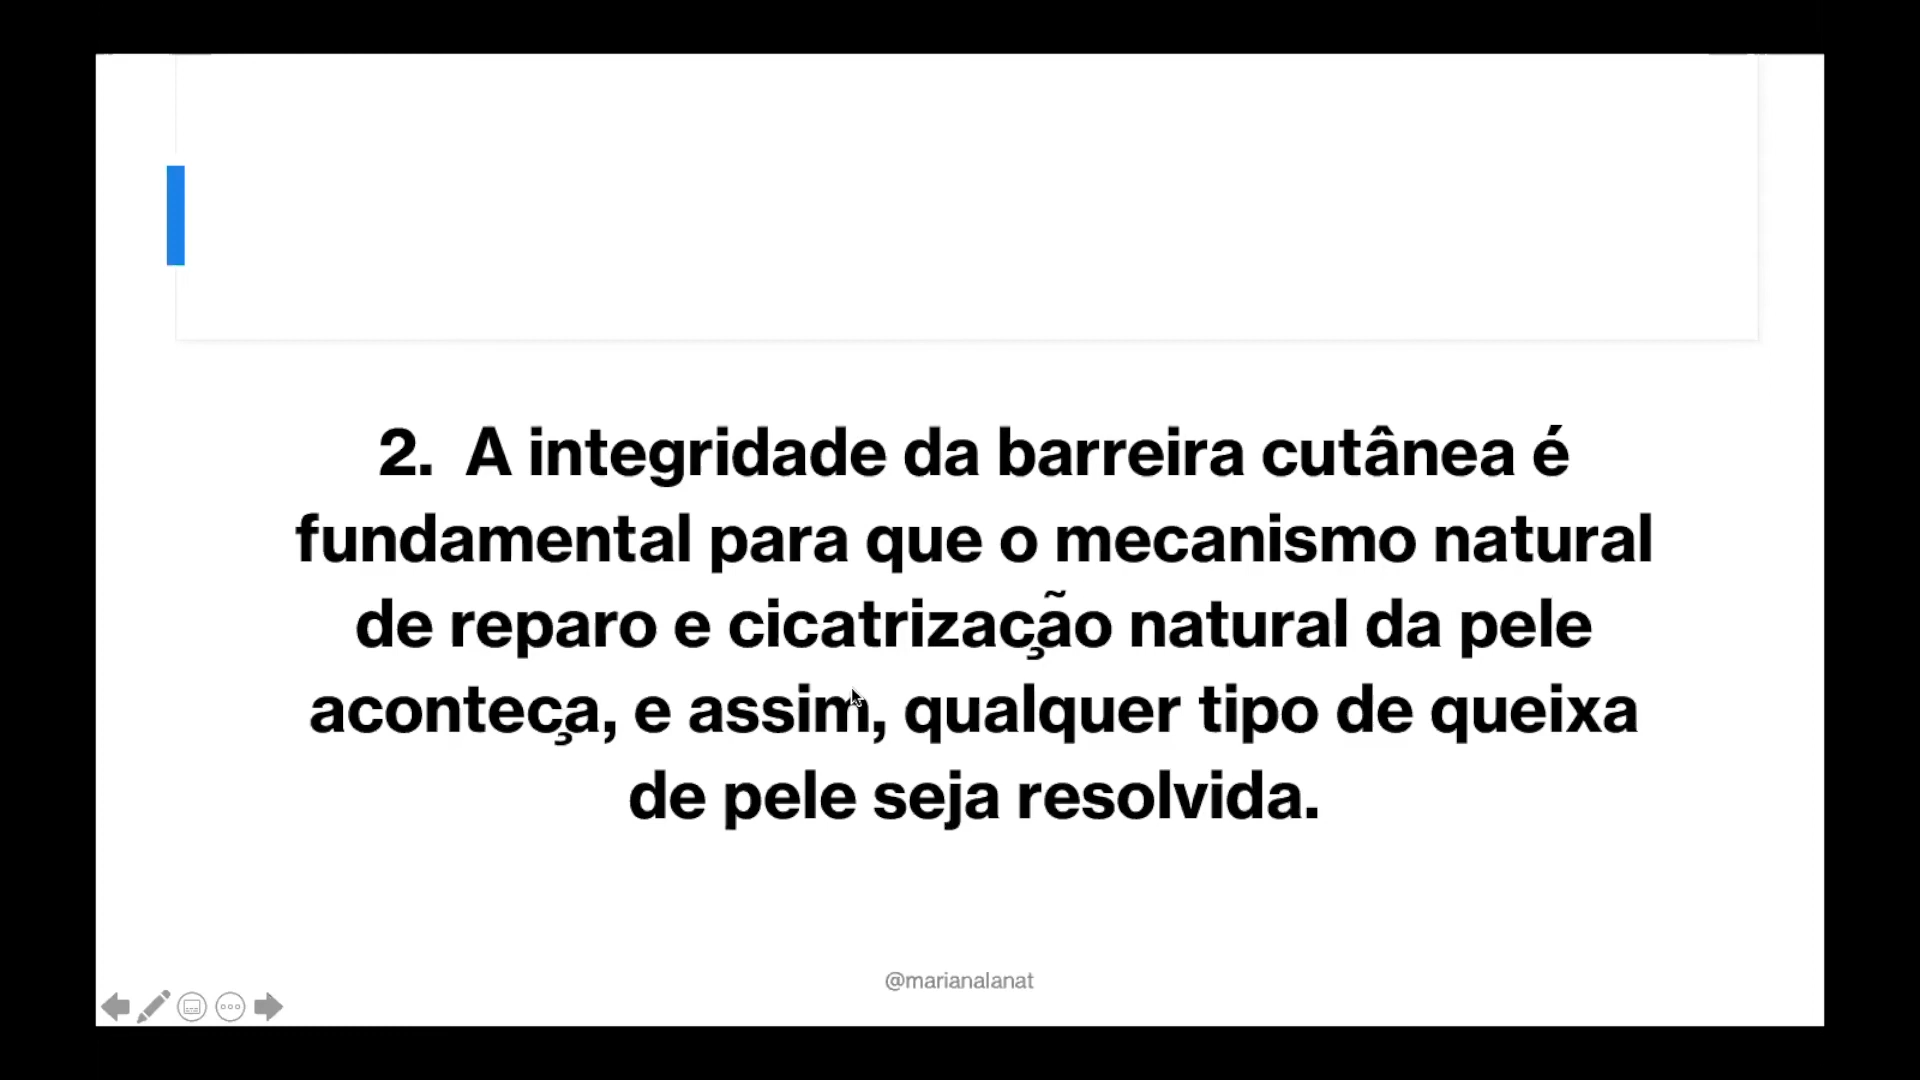 2. A integridade da barreira cutânea é
fundamental para que o mecanismo natural
de reparo e cicatrização natural da pele
aconteça, e assim, qualquer tipo de queixa
de pele seja resolvida.
@marianalanat